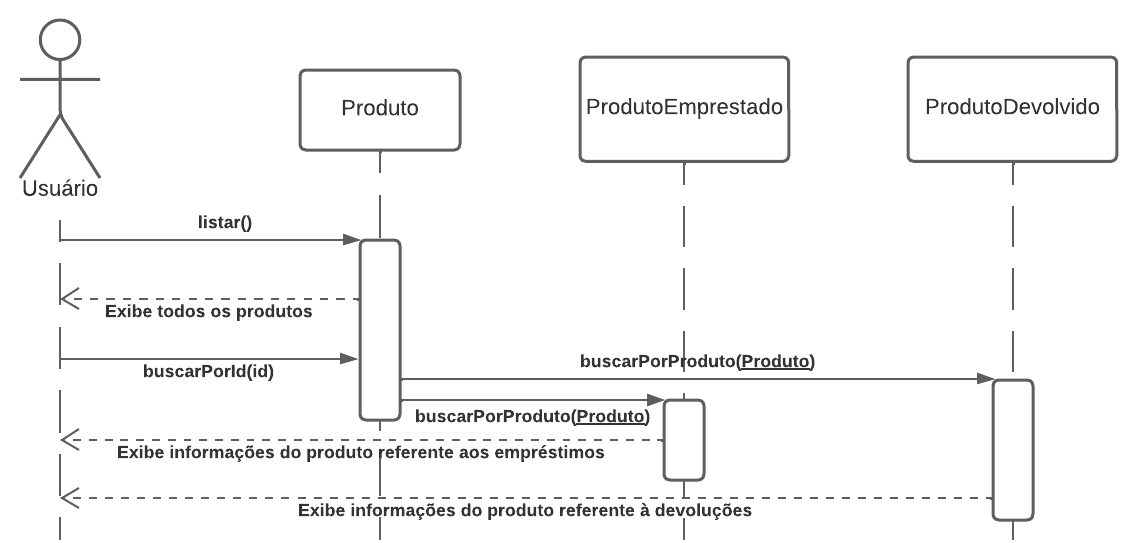 Produto
ProdutoEmprestado
ProdutoDevolvido
Usuário
listar()
Exibe todos os produtos
buscarPorId(id)
buscarPorProduto(Produto)
buscarPorProduto(Produto)
Exibe informações do produto referente aos empréstimos
Exibe informações do produto referente à devoluções